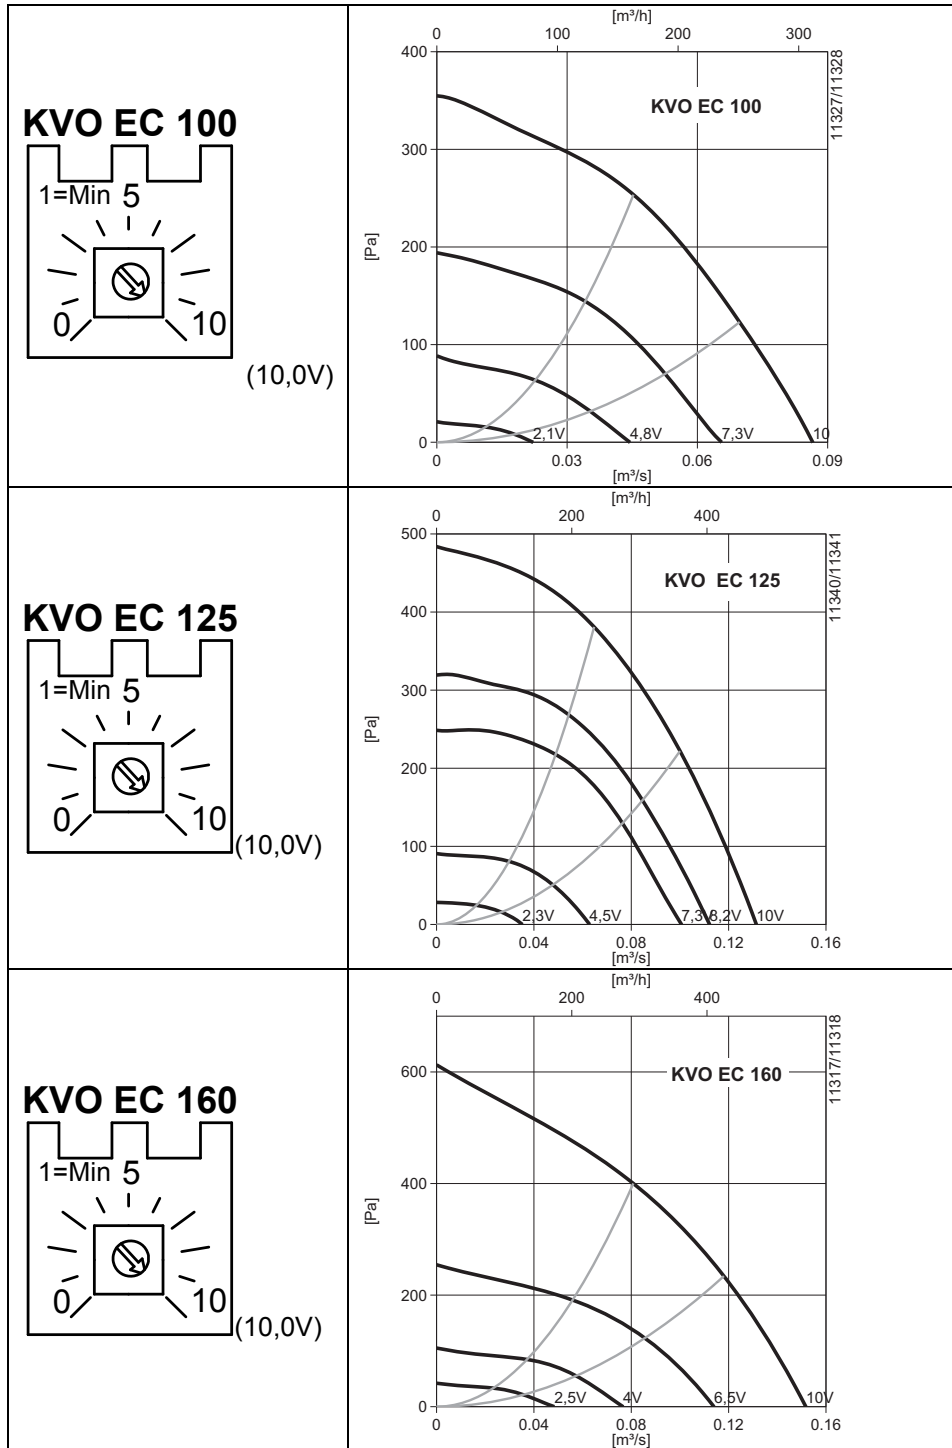 KVO EC 100
1=Min 5
0 10
(10,0V)
[m³/h]
0 100 200 300
400
300
200
100
0
[Pa]
KVO EC 100
11327/11328
2,1V 4,8V 7,3V 10
0 0.03 0.06 0.09
[m³/s]
KVO EC 125
1=Min 5
0 10
(10,0V)
[m³/h]
0 200 400
500
400
300
200
100
0
[Pa]
KVO EC 125
11340/11341
2,3V 4,5V 7,3 8,2V 10V
0 0.04 0.08 0.12 0.16
[m³/s]
KVO EC 160
1=Min 5
0 10
(10,0V)
[m³/h]
0 200 400
600
400
200
0
[Pa]
KVO EC 160
11317/11318
2,5V 4V 6,5V 10V
0 0.04 0.08 0.12 0.16
[m³/s]